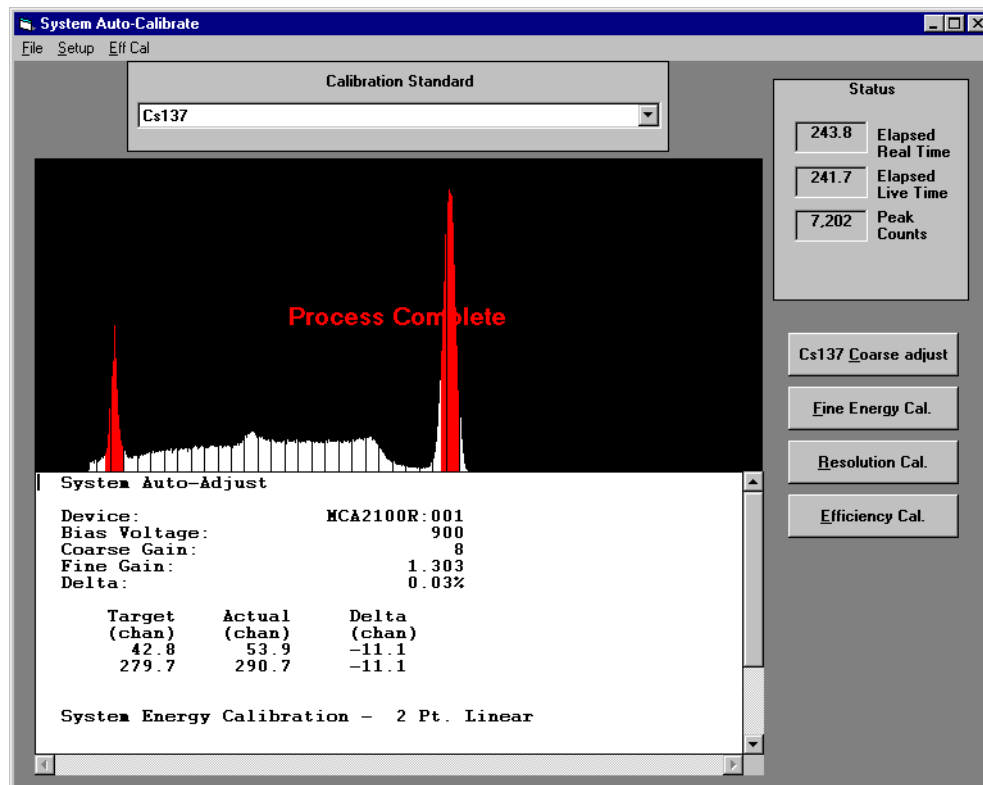 System Auto-Calibrate
File Setup Eff Cal
Calibration Standard
Cs137
Status
243.8 Elapsed Real Time
241.7 Elapsed Live Time
7,202 Peak Counts
Process Complete
Cs137 Coarse adjust
Fine Energy Cal.
Resolution Cal.
Efficiency Cal.
System Auto-Adjust
Device: MCA2100R:001
Bias Voltage: 900
Coarse Gain: 8
Fine Gain: 1.303
Delta: 0.03%
Target Actual Delta
(chan) (chan) (chan)
42.8 53.9 -11.1
279.7 290.7 -11.1
System Energy Calibration - 2 Pt. Linear